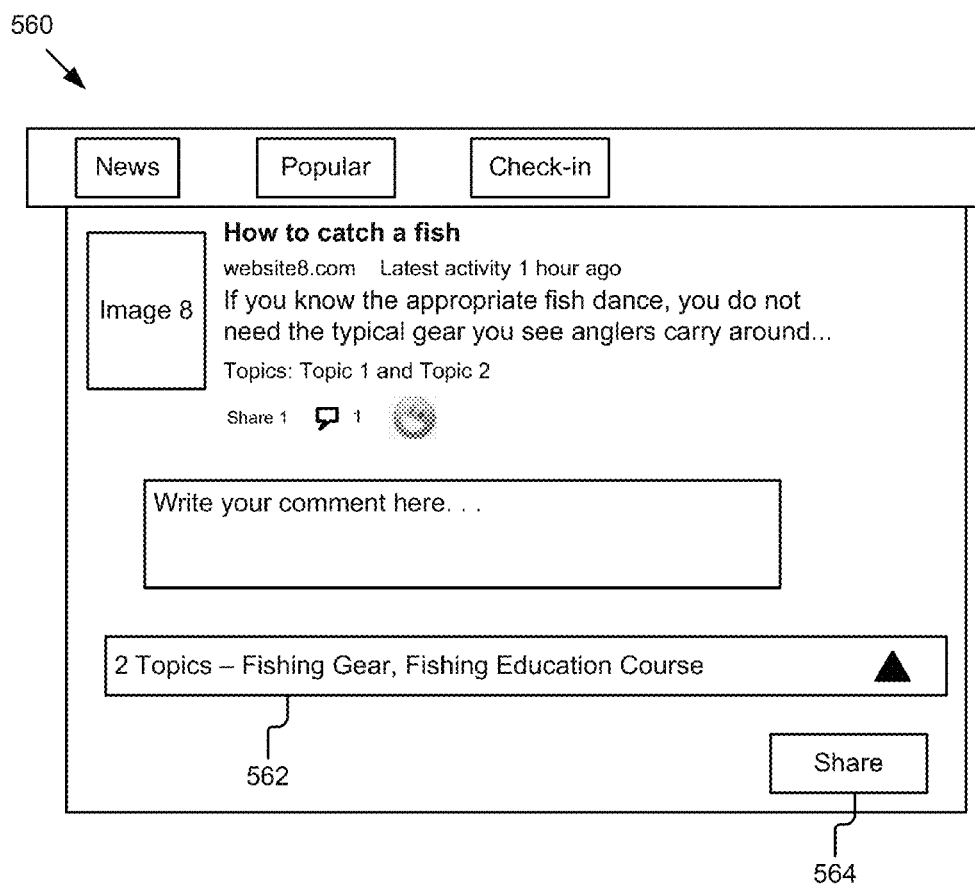 560
News Popular Check-in
How to catch a fish
website8.com Latest activity 1 hour ago
Image 8
If you know the appropriate fish dance, you do not
need the typical gear you see anglers carry around...
Topics: Topic 1 and Topic 2
Share 1 1
Write your comment here. . .
2 Topics – Fishing Gear, Fishing Education Course
562
Share
564